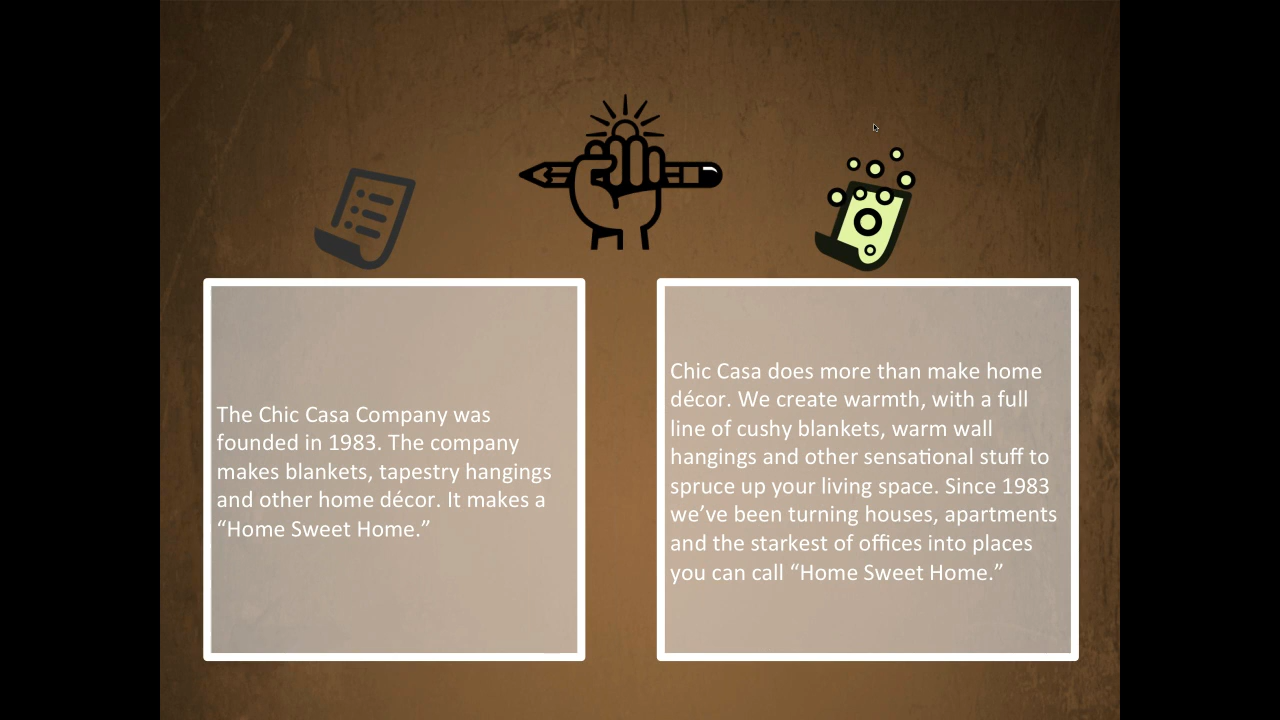 The Chic Casa Company was
founded in 1983. The company
makes blankets, tapestry hangings
and other home décor. It makes a
“Home Sweet Home.”
Chic Casa does more than make home
décor. We create warmth, with a full
line of cushy blankets, warm wall
hangings and other sensational stuff to
spruce up your living space. Since 1983
we’ve been turning houses, apartments
and the starkest of offices into places
you can call “Home Sweet Home.”